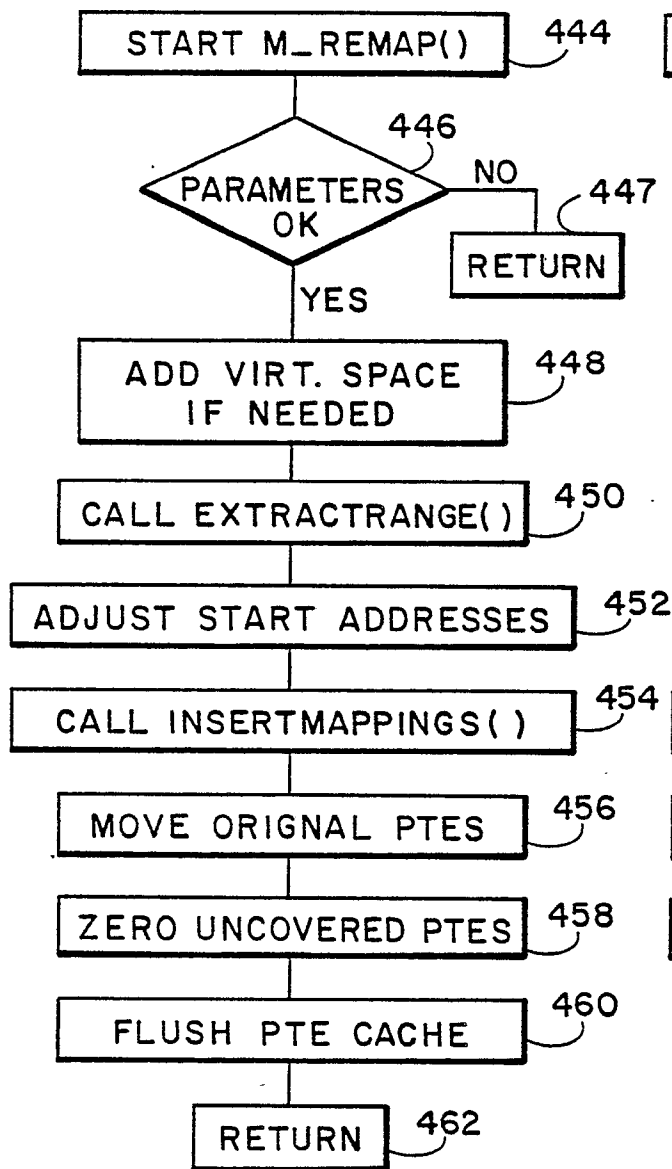 START M_REMAP() 444
446
PARAMETERS
OK
NO
447
RETURN
YES
ADD VIRT. SPACE
IF NEEDED
448
CALL EXTRACTRANGE() 450
ADJUST START ADDRESSES 452
CALL INSERTMAPPINGS( ) 454
MOVE ORIGNAL PTES 456
ZERO UNCOVERED PTES 458
FLUSH PTE CACHE 460
RETURN 462